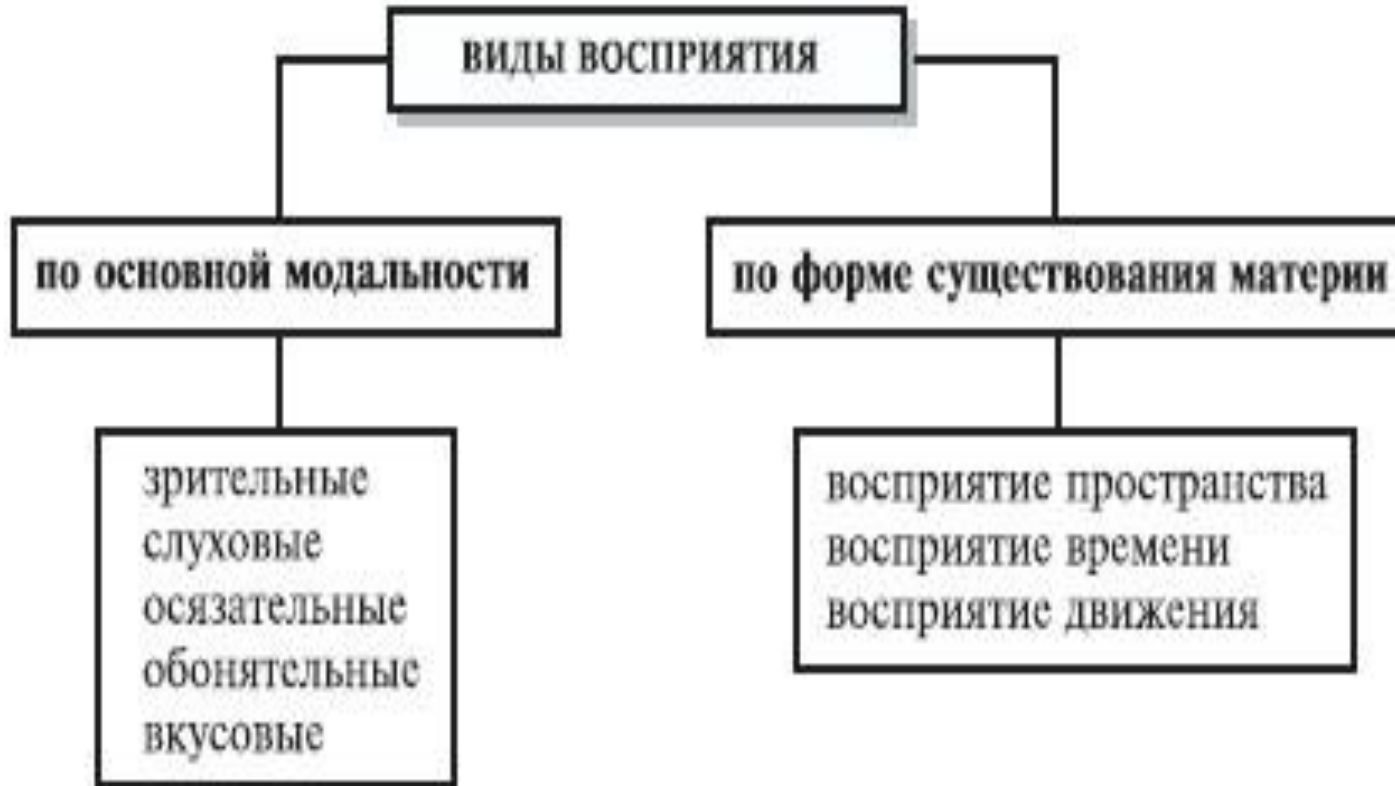 ВИДЫ ВОСПРИЯТИЯ
по основной модальности
зрительные
слуховые
осязательные
обонятельные
вкусовые
по форме существования материи
восприятие пространства
восприятие времени
восприятие движения